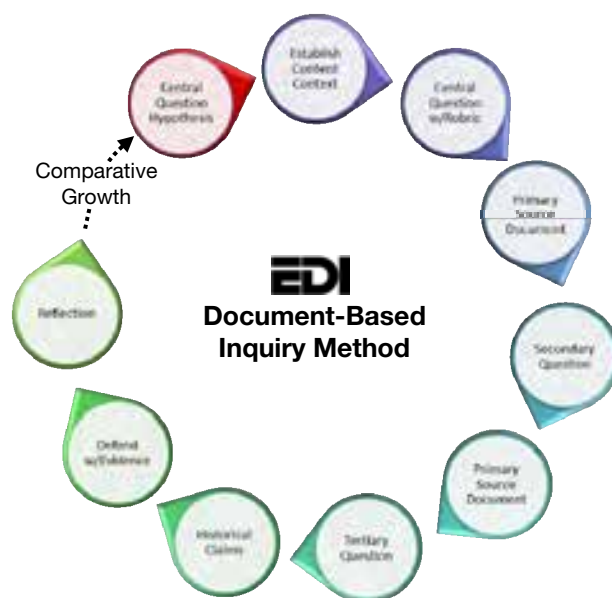 Central
Question
Hypothesis
Establish
Content
Context
Central
Question
w/Rubric
Primary
Source
Document
Secondary
Question
Primary
Source
Document
Tertiary
Question
Historical
Claims
Defend
w/Evidence
Reflection
Comparative
Growth
EDI
Document-Based
Inquiry Method